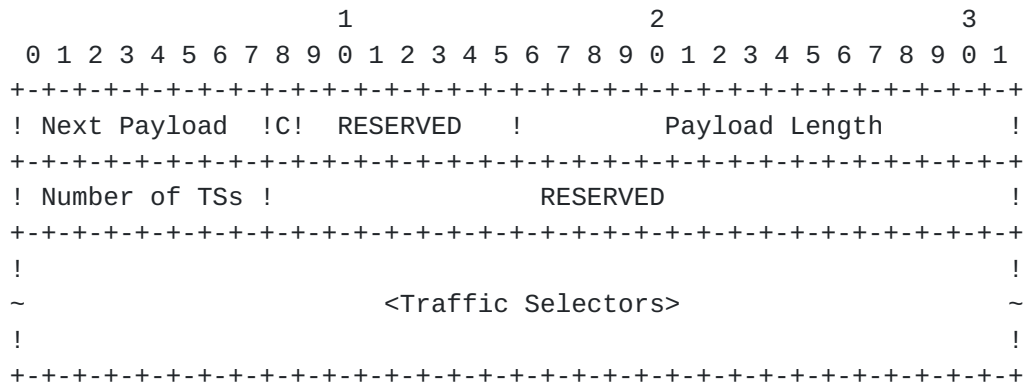 1                   2                   3
 0 1 2 3 4 5 6 7 8 9 0 1 2 3 4 5 6 7 8 9 0 1 2 3 4 5 6 7 8 9 0 1
+-+-+-+-+-+-+-+-+-+-+-+-+-+-+-+-+-+-+-+-+-+-+-+-+-+-+-+-+-+-+-+-+
! Next Payload  !C!  RESERVED   !         Payload Length        !
+-+-+-+-+-+-+-+-+-+-+-+-+-+-+-+-+-+-+-+-+-+-+-+-+-+-+-+-+-+-+-+-+
! Number of TSs !                 RESERVED                      !
+-+-+-+-+-+-+-+-+-+-+-+-+-+-+-+-+-+-+-+-+-+-+-+-+-+-+-+-+-+-+-+-+
!                                                               !
~                       <Traffic Selectors>                     ~
!                                                               !
+-+-+-+-+-+-+-+-+-+-+-+-+-+-+-+-+-+-+-+-+-+-+-+-+-+-+-+-+-+-+-+-+